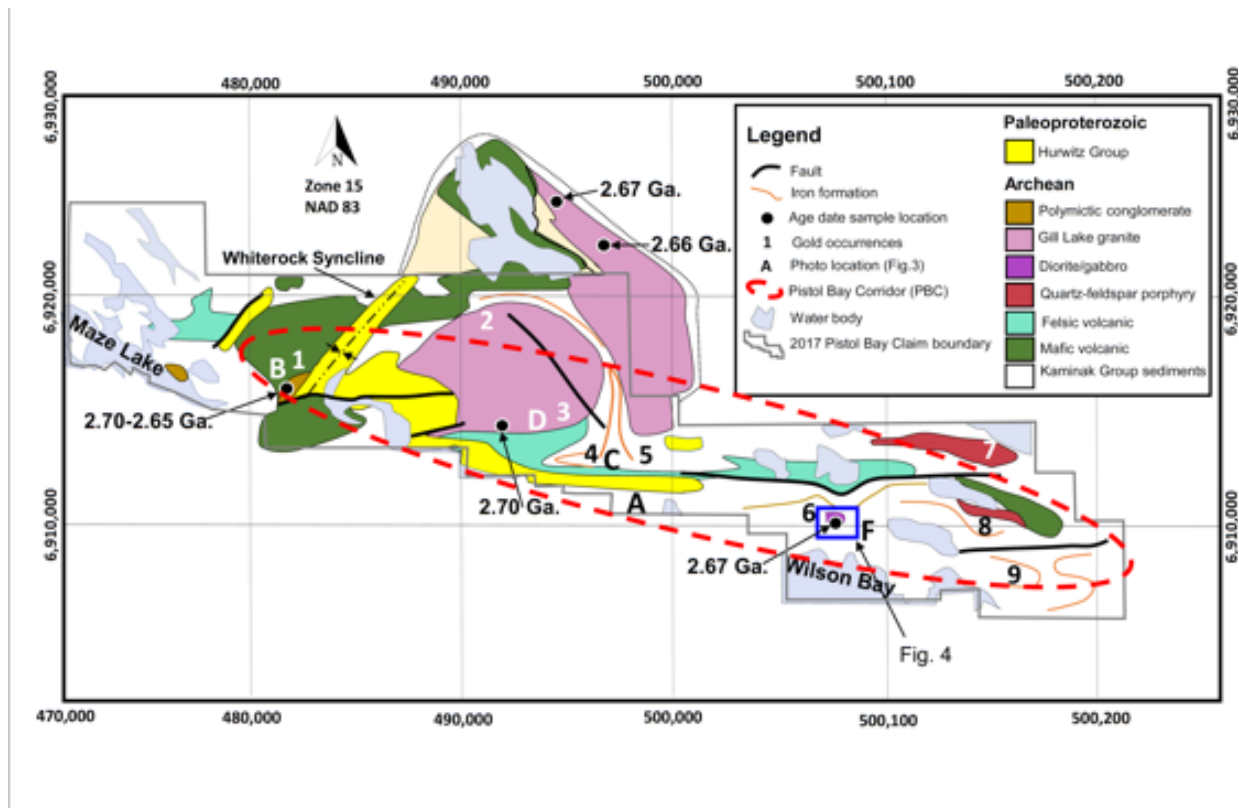 480,000 490,000 500,000 500,100 500,200
6,930,000
6,930,000
N
Zone 15
NAD 83
2.67 Ga.
2.66 Ga.
Whiterock Syncline
6,920,000
6,920,000
Maze Lake
B 1
2
D 3
2.70-2.65 Ga.
4 C 5
7
2.70 Ga.
A
6,910,000
6,910,000
6 F
8
2.67 Ga.
Wilson Bay
9
Fig. 4
470,000 480,000 490,000 500,000 500,100 500,200
Legend
Fault
Iron formation
Age date sample location
1 Gold occurrences
A Photo location (Fig.3)
Pistol Bay Corridor (PBC)
Water body
2017 Pistol Bay Claim boundary
Paleoproterozoic
Hurwitz Group
Archean
Polymictic conglomerate
Gill Lake granite
Diorite/gabbro
Quartz-feldspar porphyry
Felsic volcanic
Mafic volcanic
Kaminak Group sediments